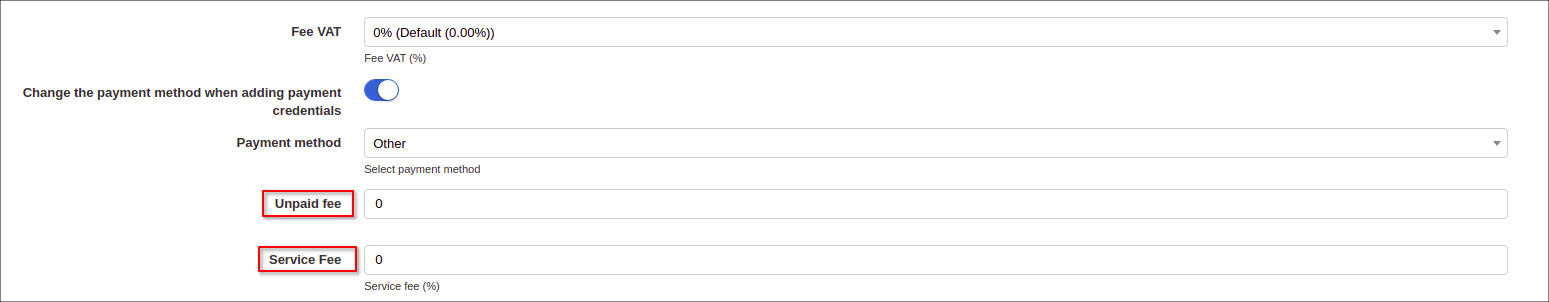 Fee VAT
0% (Default (0.00%))
Fee VAT (%)
Change the payment method when adding payment
credentials
Payment method
Other
Select payment method
Unpaid fee
0
Service Fee
0
Service fee (%)